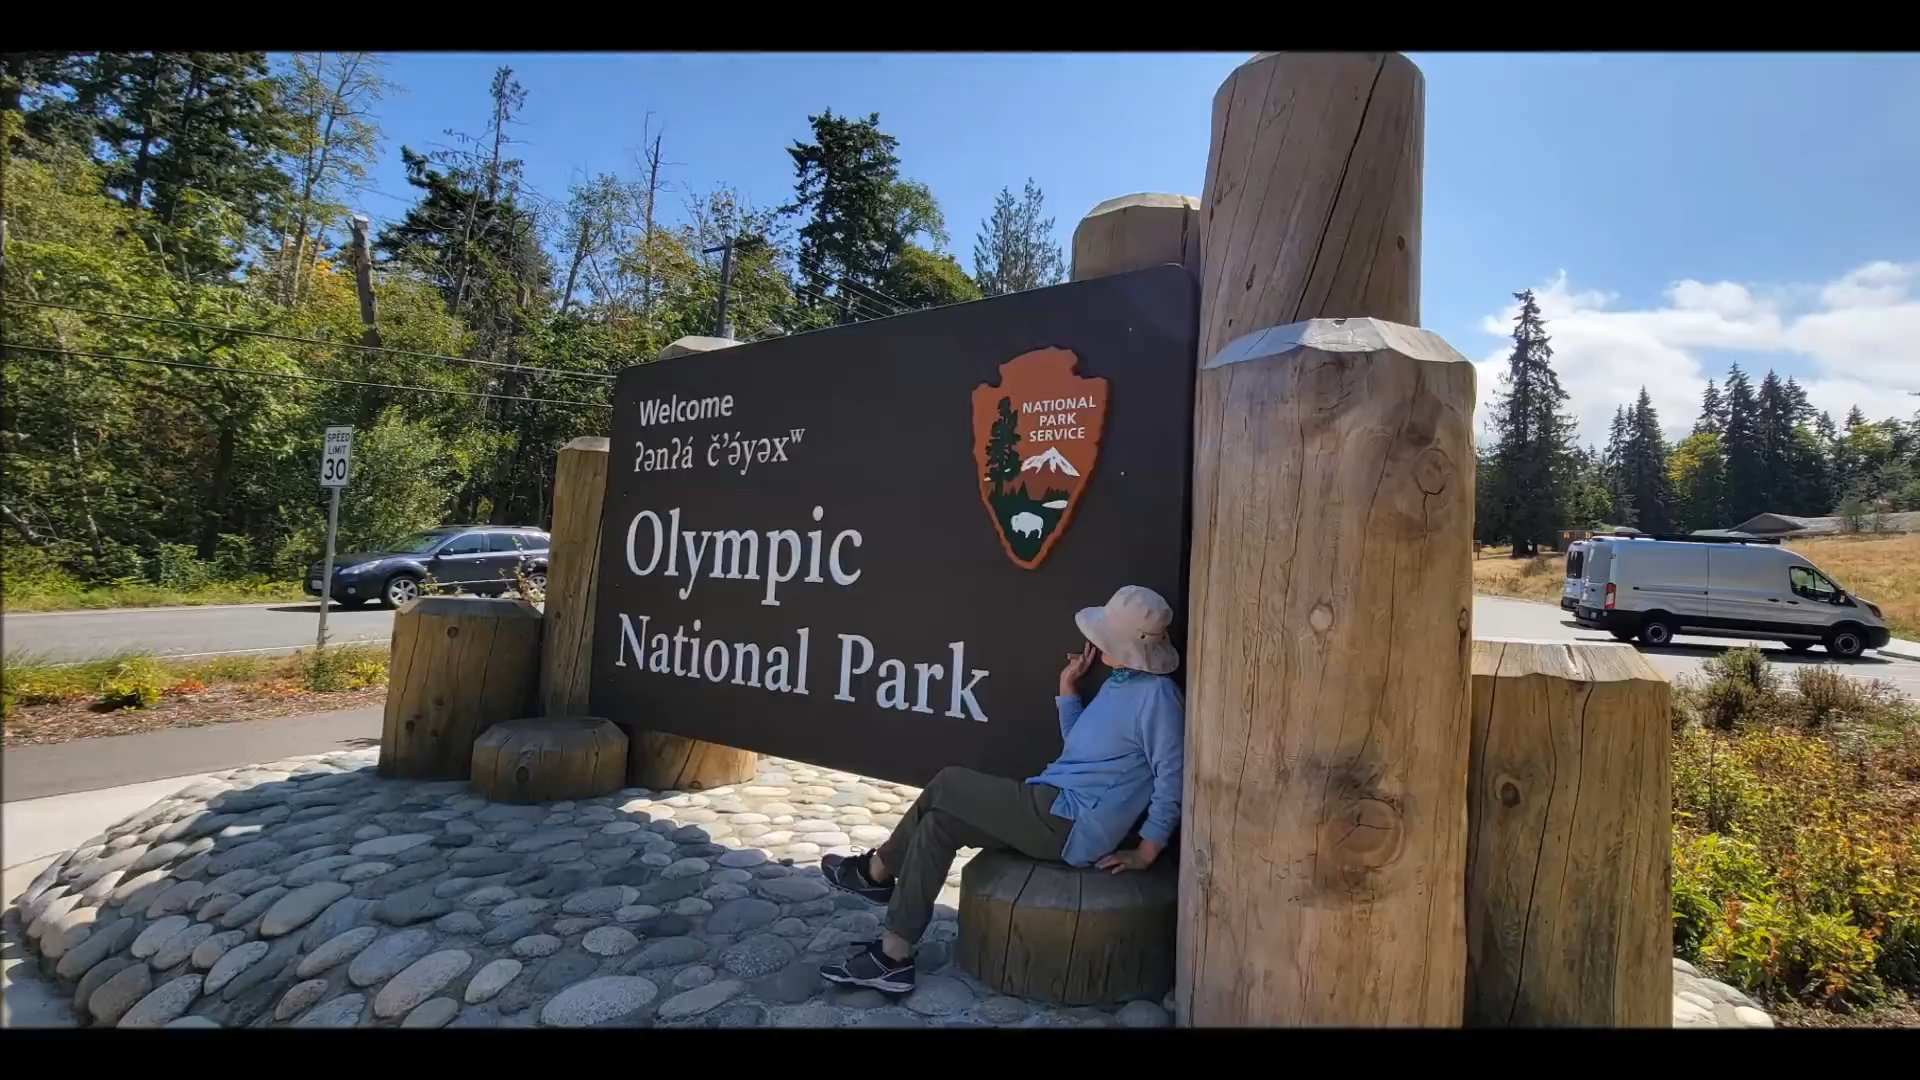 Welcome
ʔənʔá č’ə́yəxʷ
Olympic
National Park
NATIONAL
PARK
SERVICE
SPEED
LIMIT
30